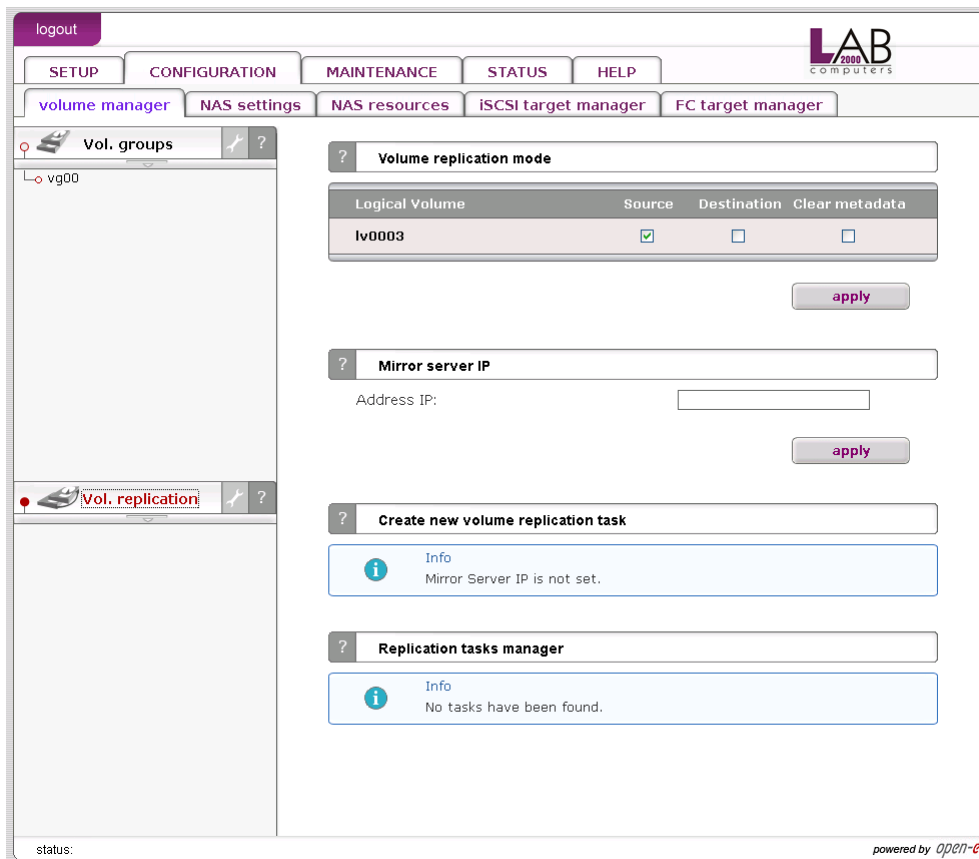 logout
LAB
2000
computers
SETUP CONFIGURATION MAINTENANCE STATUS HELP
volume manager NAS settings NAS resources iSCSI target manager FC target manager
Vol. groups ?
vg00
Vol. replication ?
? Volume replication mode
Logical Volume Source Destination Clear metadata
lv0003
apply
? Mirror server IP
Address IP:
apply
? Create new volume replication task
i Info
Mirror Server IP is not set.
? Replication tasks manager
i Info
No tasks have been found.
status:
powered by open-e